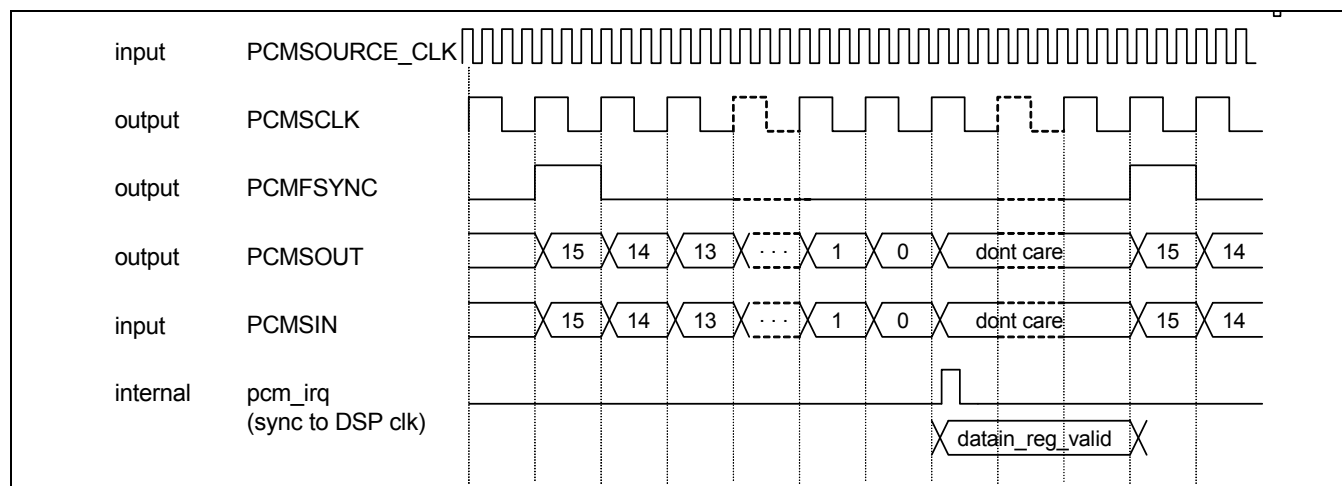 input PCMSOURCE_CLK
output PCMSCLK
output PCMFSYNC
output PCMSOUT 15 14 13 · · · 1 0 dont care 15 14
input PCMSIN 15 14 13 · · · 1 0 dont care 15 14
internal pcm_irq
(sync to DSP clk)
datain_reg_valid